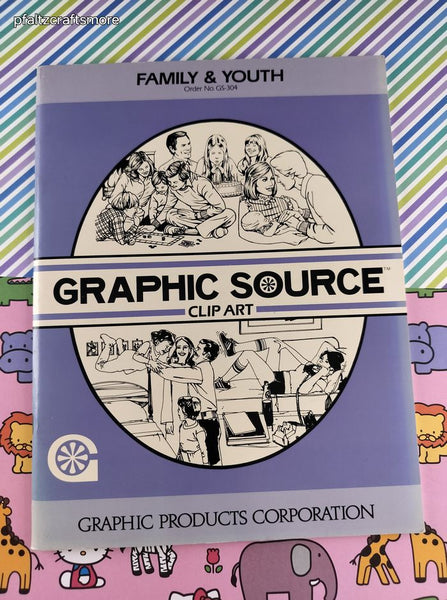 pfaltzcraftsmore
FAMILY & YOUTH
Order No. GS-304
GRAPHIC SOURCE™
CLIP ART
GRAPHIC PRODUCTS CORPORATION